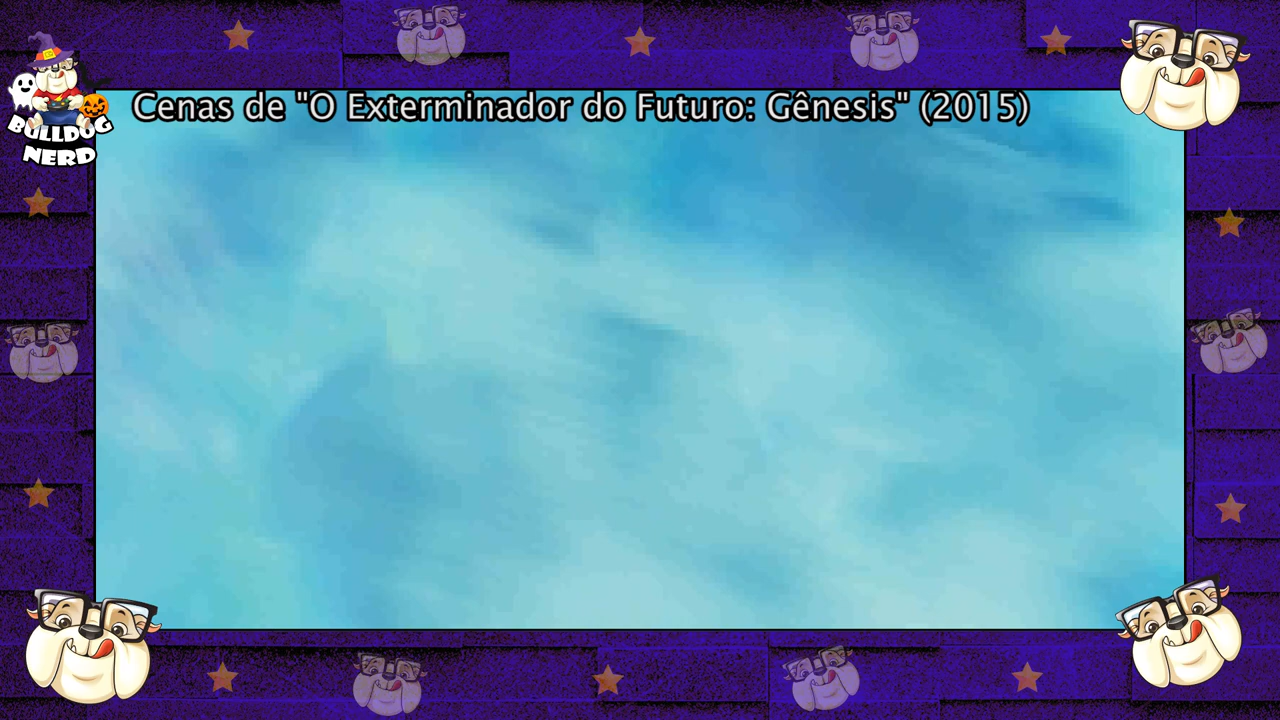 Cenas de "O Exterminador do Futuro: Gênesis" (2015)
BULLDOG
NERD